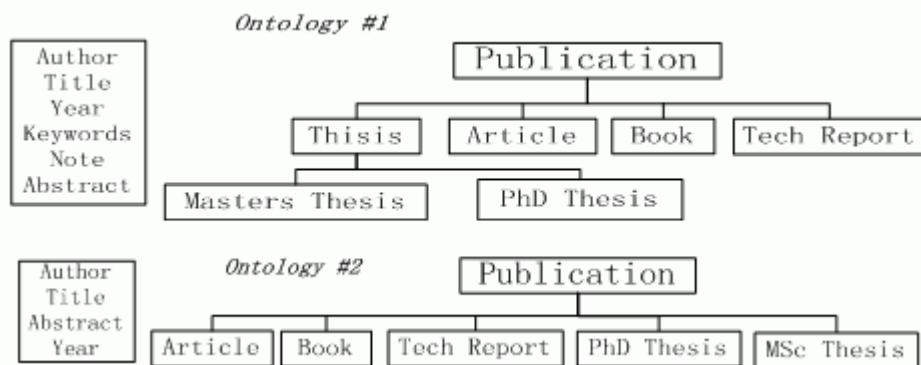 Ontology #1
Author
Title
Year
Keywords
Note
Abstract
Publication
Thisis
Article
Book
Tech Report
Masters Thesis
PhD Thesis
Ontology #2
Author
Title
Abstract
Year
Publication
Article
Book
Tech Report
PhD Thesis
MSc Thesis